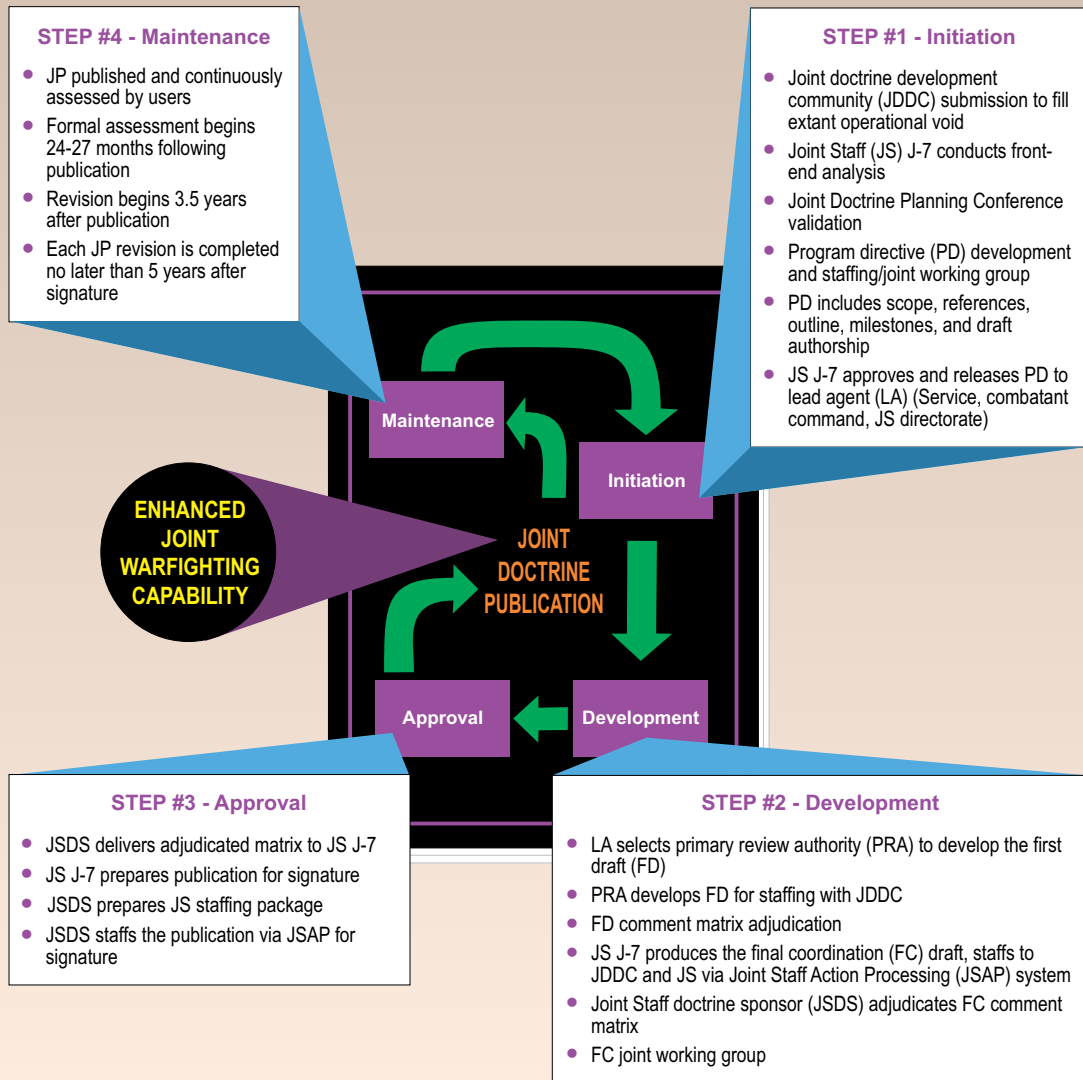 STEP #4 - Maintenance
• JP published and continuously
assessed by users
• Formal assessment begins
24-27 months following
publication
• Revision begins 3.5 years
after publication
• Each JP revision is completed
no later than 5 years after
signature
STEP #1 - Initiation
• Joint doctrine development
community (JDDC) submission to fill
extant operational void
• Joint Staff (JS) J-7 conducts front-
end analysis
• Joint Doctrine Planning Conference
validation
• Program directive (PD) development
and staffing/joint working group
• PD includes scope, references,
outline, milestones, and draft
authorship
• JS J-7 approves and releases PD to
lead agent (LA) (Service, combatant
command, JS directorate)
Maintenance
Initiation
ENHANCED
JOINT
WARFIGHTING
CAPABILITY
JOINT
DOCTRINE
PUBLICATION
Approval
Development
STEP #3 - Approval
• JSDS delivers adjudicated matrix to JS J-7
• JS J-7 prepares publication for signature
• JSDS prepares JS staffing package
• JSDS staffs the publication via JSAP for
signature
STEP #2 - Development
• LA selects primary review authority (PRA) to develop the first
draft (FD)
• PRA develops FD for staffing with JDDC
• FD comment matrix adjudication
• JS J-7 produces the final coordination (FC) draft, staffs to
JDDC and JS via Joint Staff Action Processing (JSAP) system
• Joint Staff doctrine sponsor (JSDS) adjudicates FC comment
matrix
• FC joint working group